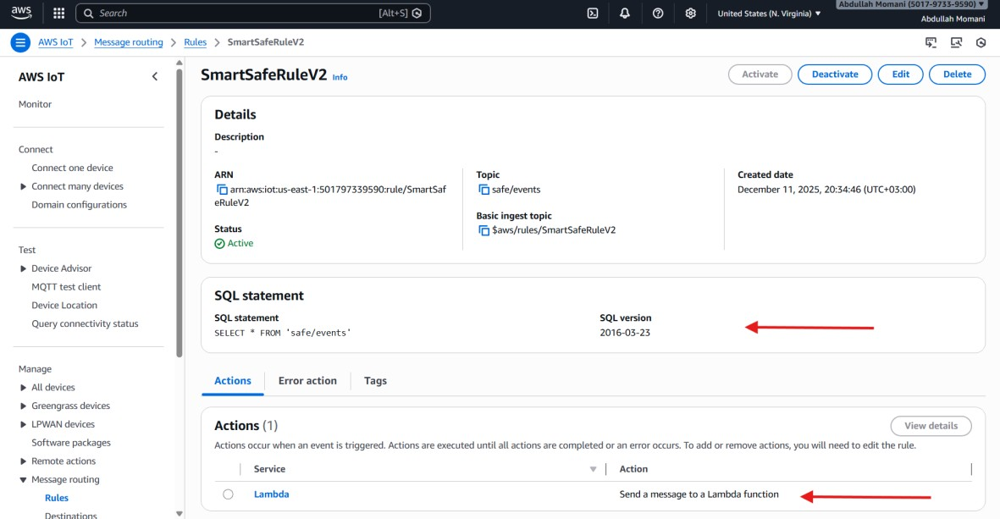 aws
Search
[Alt+S]
United States (N. Virginia)
Abdullah Momani (5017-9733-9590)
Abdullah Momani
AWS IoT
Message routing
Rules
SmartSafeRuleV2
AWS IoT
Monitor
Connect
Connect one device
Connect many devices
Domain configurations
Test
Device Advisor
MQTT test client
Device Location
Query connectivity status
Manage
All devices
Greengrass devices
LPWAN devices
Software packages
Remote actions
Message routing
Rules
Destinations
SmartSafeRuleV2 Info
Activate
Deactivate
Edit
Delete
Details
Description
-
ARN
arn:aws:iot:us-east-1:501797339590:rule/SmartSaf
eRuleV2
Status
Active
Topic
safe/events
Basic ingest topic
$aws/rules/SmartSafeRuleV2
Created date
December 11, 2025, 20:34:46 (UTC+03:00)
SQL statement
SQL statement
SELECT * FROM 'safe/events'
SQL version
2016-03-23
Actions
Error action
Tags
Actions (1)
View details
Actions occur when an event is triggered. Actions are executed until all actions are completed or an error occurs. To add or remove actions, you will need to edit the rule.
Service
Action
Lambda
Send a message to a Lambda function